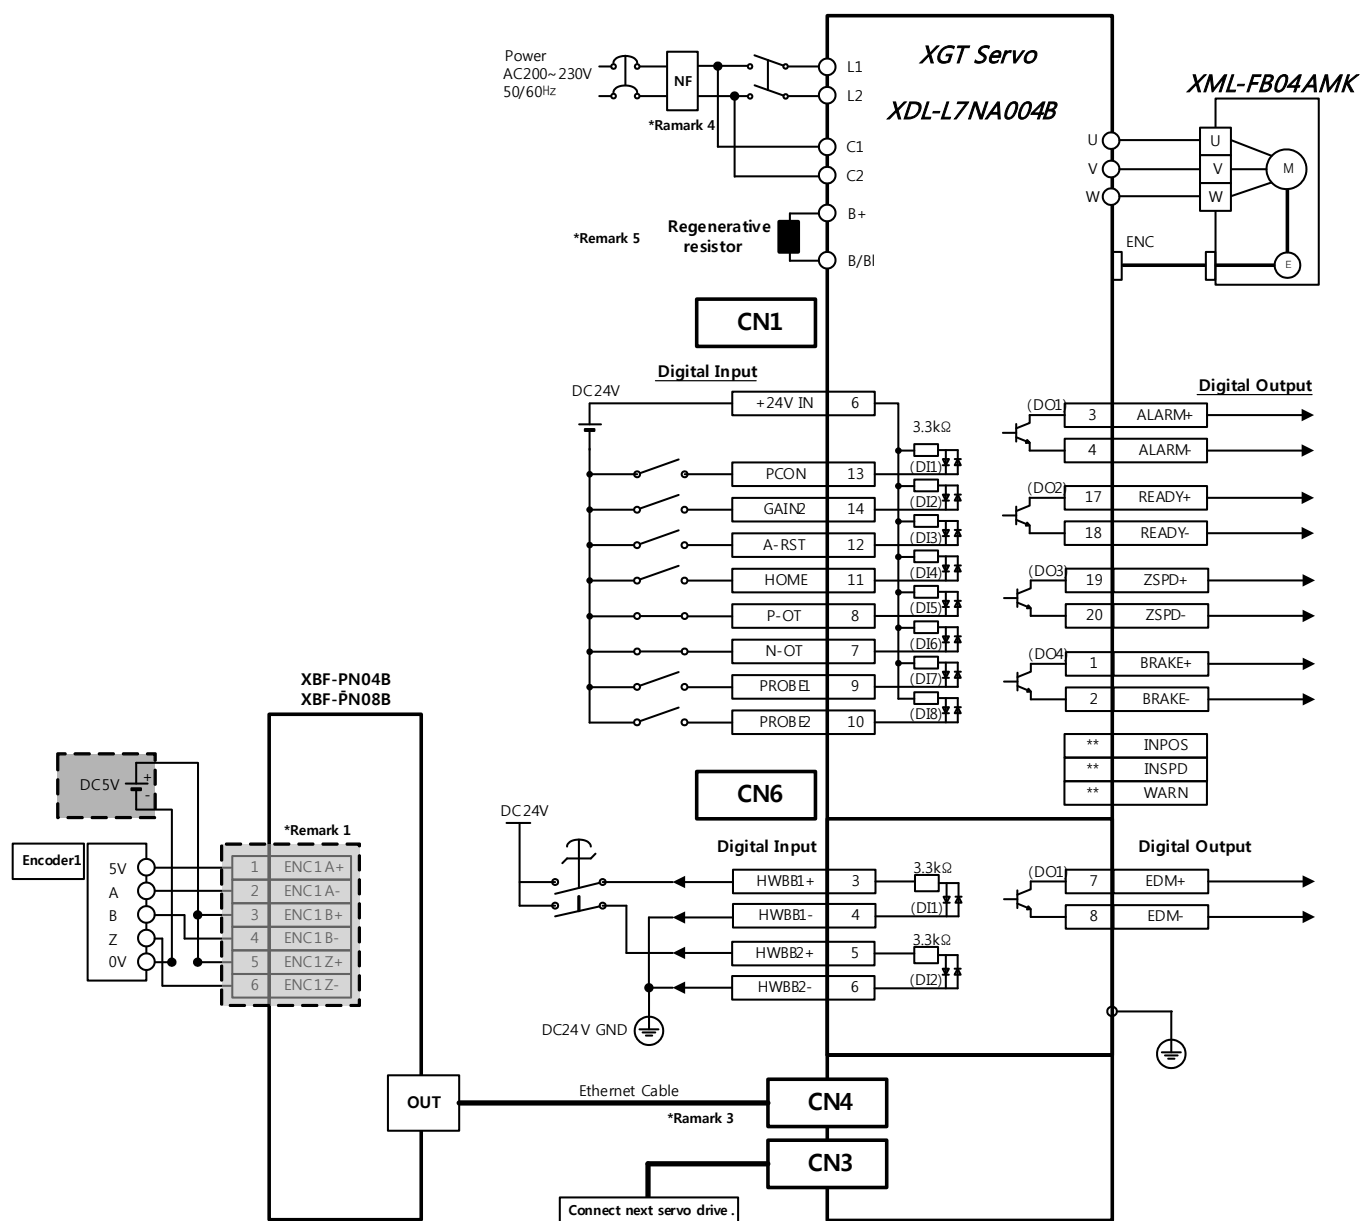 Power
AC200~230V
50/60Hz
NF
*Ramark 4
L1
L2
C1
C2
B+
B/BI
*Remark 5
Regenerative
resistor
XGT Servo
XDL-L7NA004B
XML-FB04AMK
U
V
W
U
V
W
M
ENC
E
CN1
Digital Input
DC24V
+24V IN 6
3.3kΩ
PCON 13 (DI1)
GAIN2 14 (DI2)
A-RST 12 (DI3)
HOME 11 (DI4)
P-OT 8 (DI5)
N-OT 7 (DI6)
PROBE1 9 (DI7)
PROBE2 10 (DI8)
Digital Output
(DO1) 3 ALARM+
4 ALARM-
(DO2) 17 READY+
18 READY-
(DO3) 19 ZSPD+
20 ZSPD-
(DO4) 1 BRAKE+
2 BRAKE-
** INPOS
** INSPD
** WARN
XBF-PN04B
XBF-PN08B
DC5V
+
-
*Remark 1
Encoder1
5V
A
B
Z
0V
1 ENC1A+
2 ENC1A-
3 ENC1B+
4 ENC1B-
5 ENC1Z+
6 ENC1Z-
CN6
DC24V
Digital Input
HWBB1+ 3 3.3kΩ
HWBB1- 4 (DI1)
HWBB2+ 5 3.3kΩ
HWBB2- 6 (DI2)
DC24V GND
Digital Output
(DO1) 7 EDM+
8 EDM-
OUT
Ethernet Cable
*Ramark 3
CN4
CN3
Connect next servo drive.